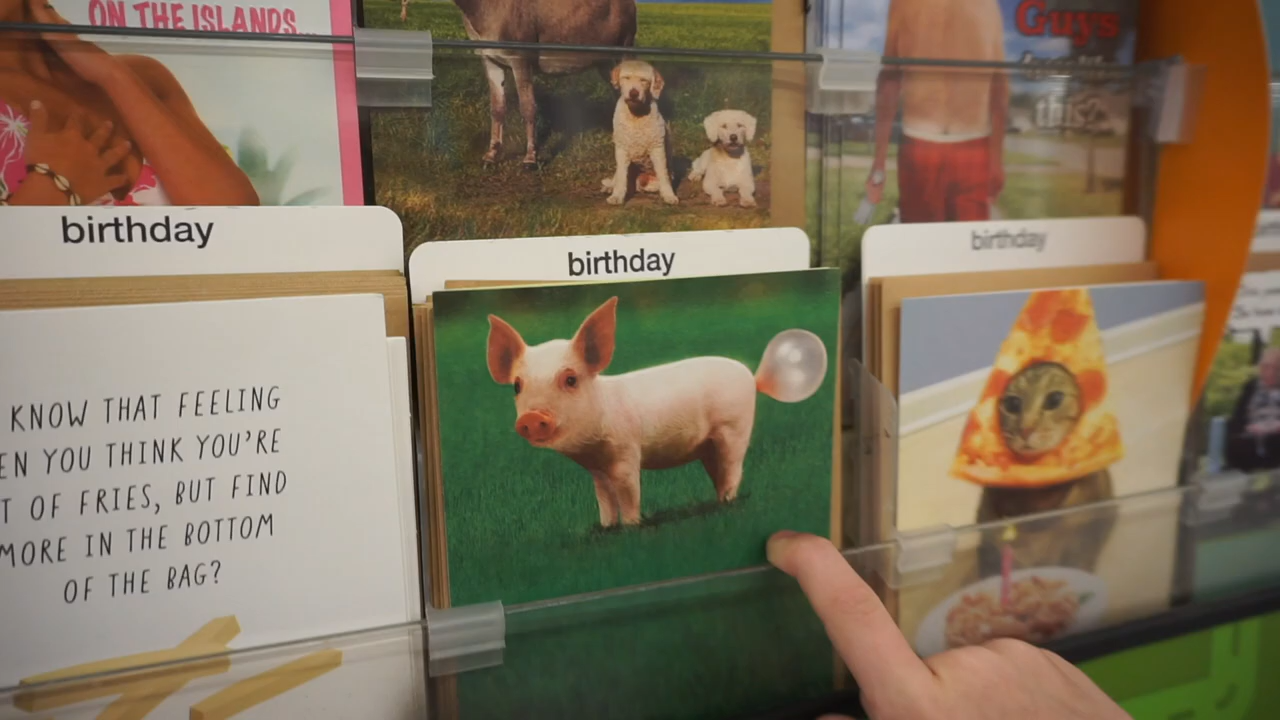 ON THE ISLANDS...
Guys
this
birthday
birthday
birthday
KNOW THAT FEELING
EN YOU THINK YOU'RE
T OF FRIES, BUT FIND
MORE IN THE BOTTOM
OF THE BAG?